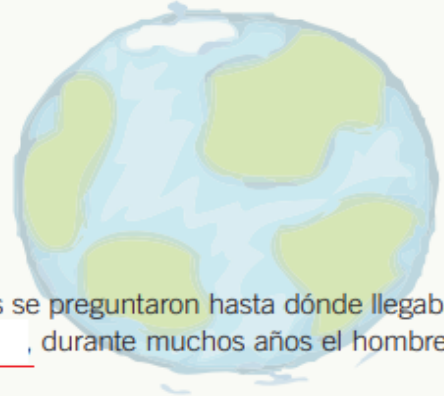 s se preguntaron hasta dónde llegab
, durante muchos años el hombre